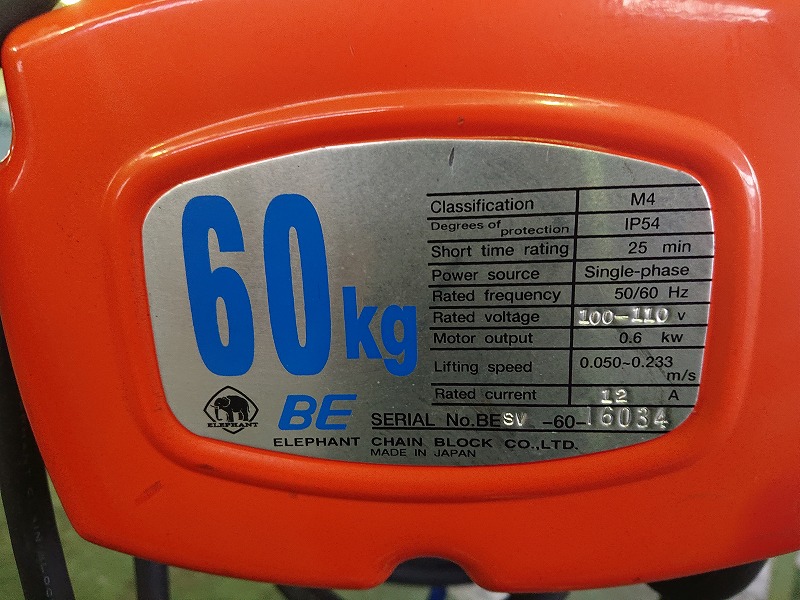 60kg
Classification M4
Degrees of protection IP54
Short time rating 25 min
Power source Single-phase
Rated frequency 50/60 Hz
Rated voltage 100-110 v
Motor output 0.6 kw
Lifting speed 0.050~0.233 m/s
Rated current 12 A
ELEPHANT
BE SERIAL No.BE SV -60-16034
ELEPHANT CHAIN BLOCK CO.,LTD.
MADE IN JAPAN